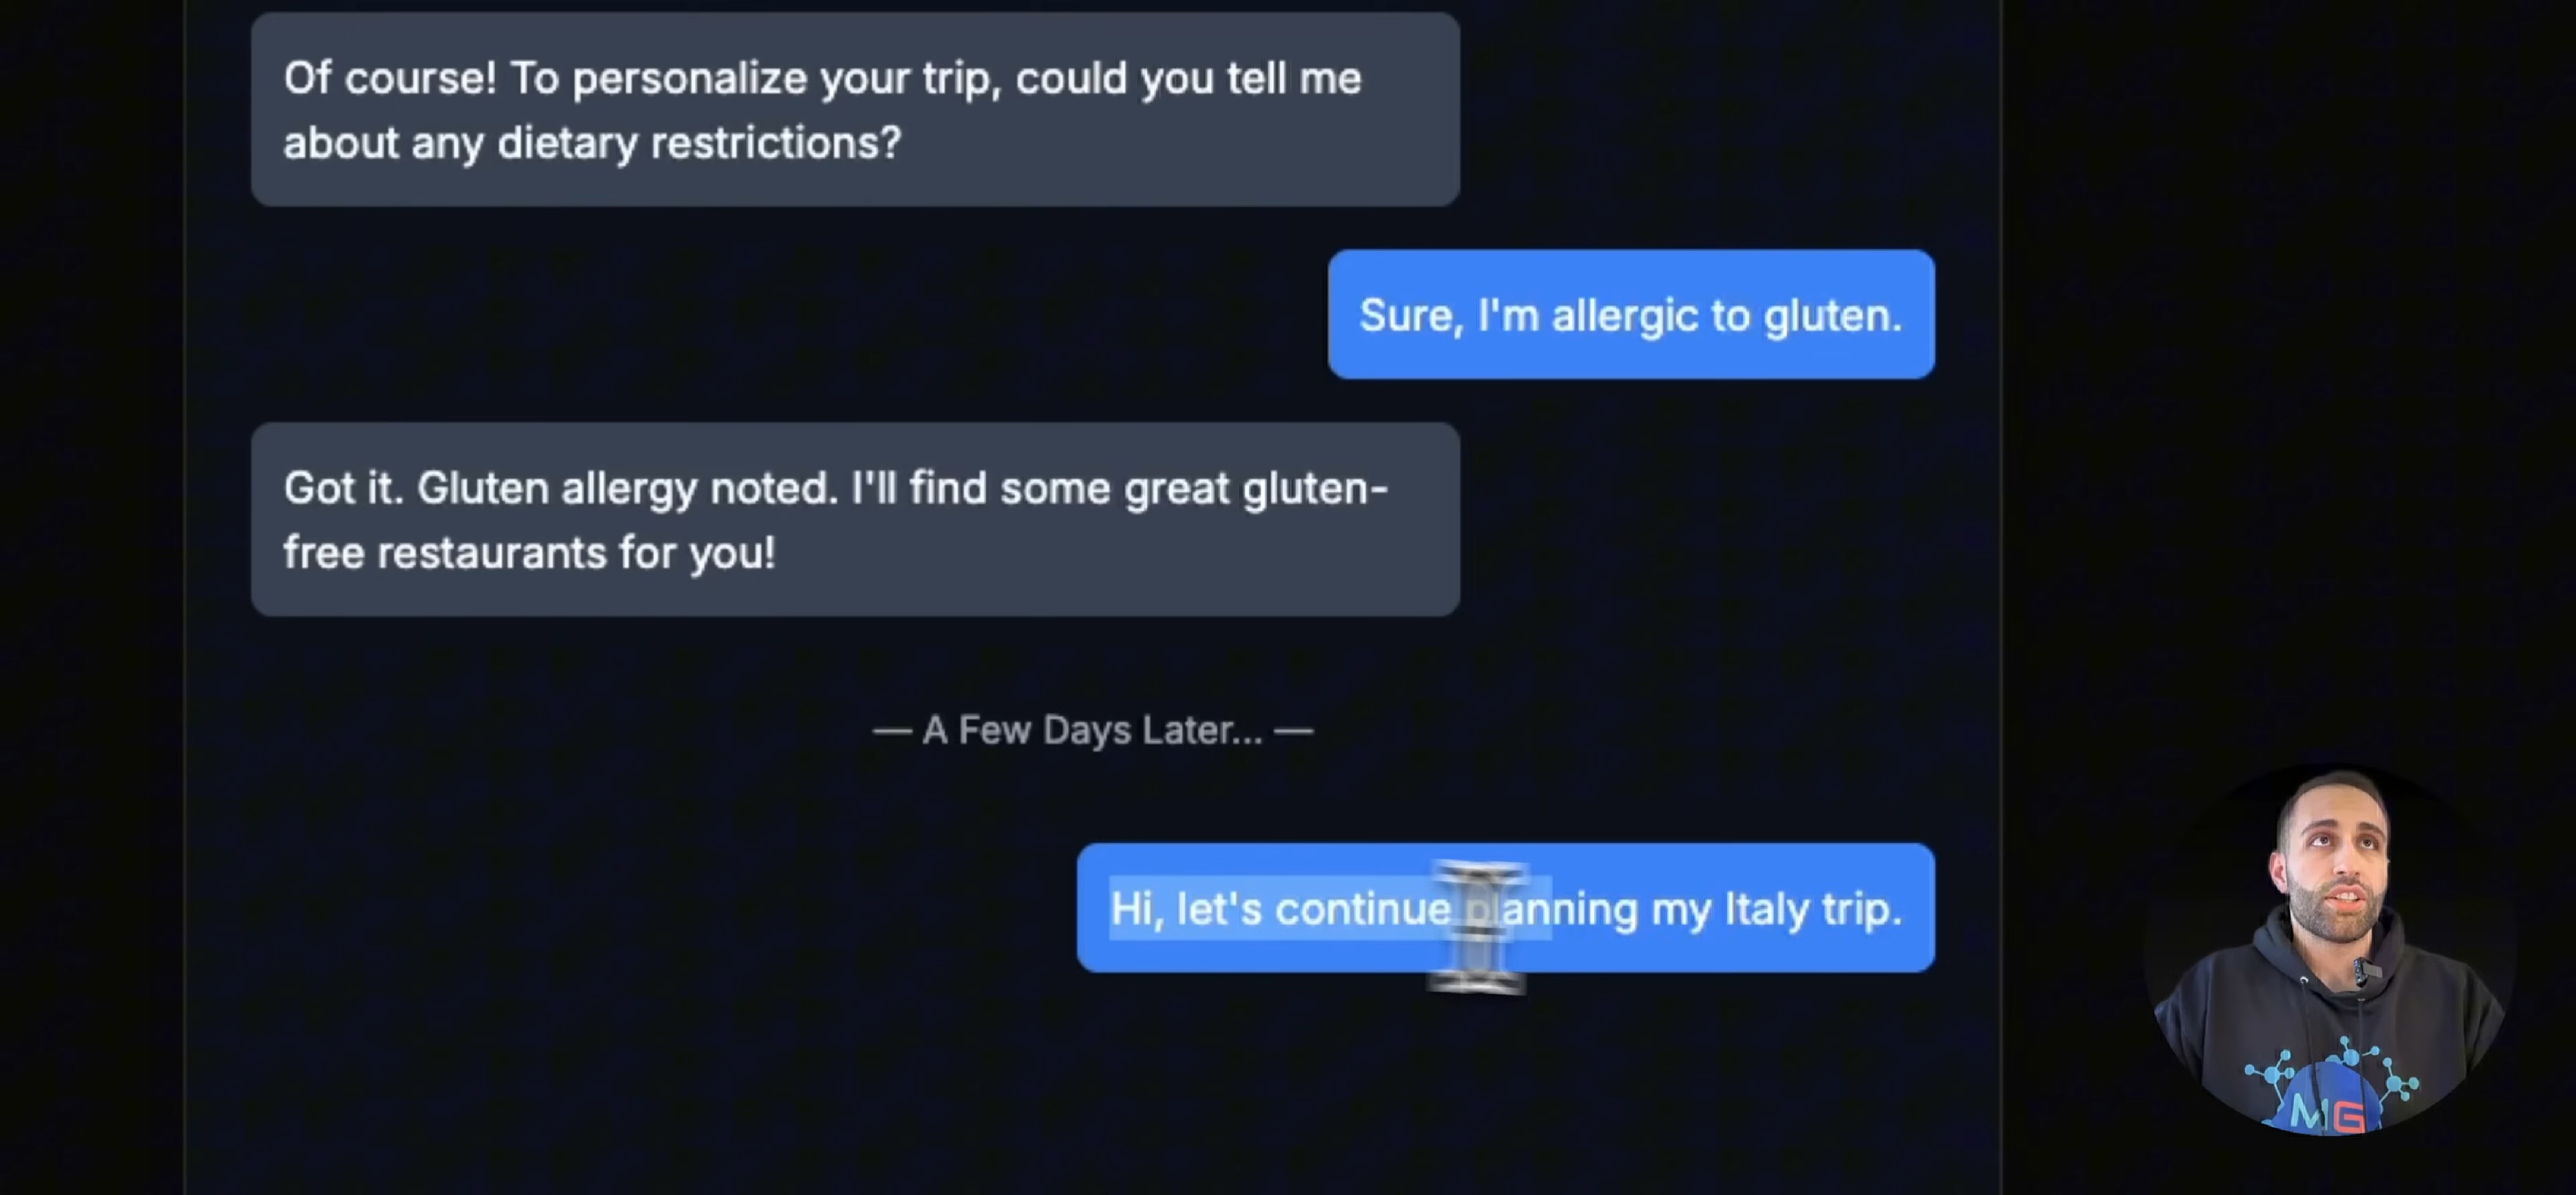 Of course! To personalize your trip, could you tell me
about any dietary restrictions?
Sure, I'm allergic to gluten.
Got it. Gluten allergy noted. I'll find some great gluten-
free restaurants for you!
— A Few Days Later... —
Hi, let's continue planning my Italy trip.
MG